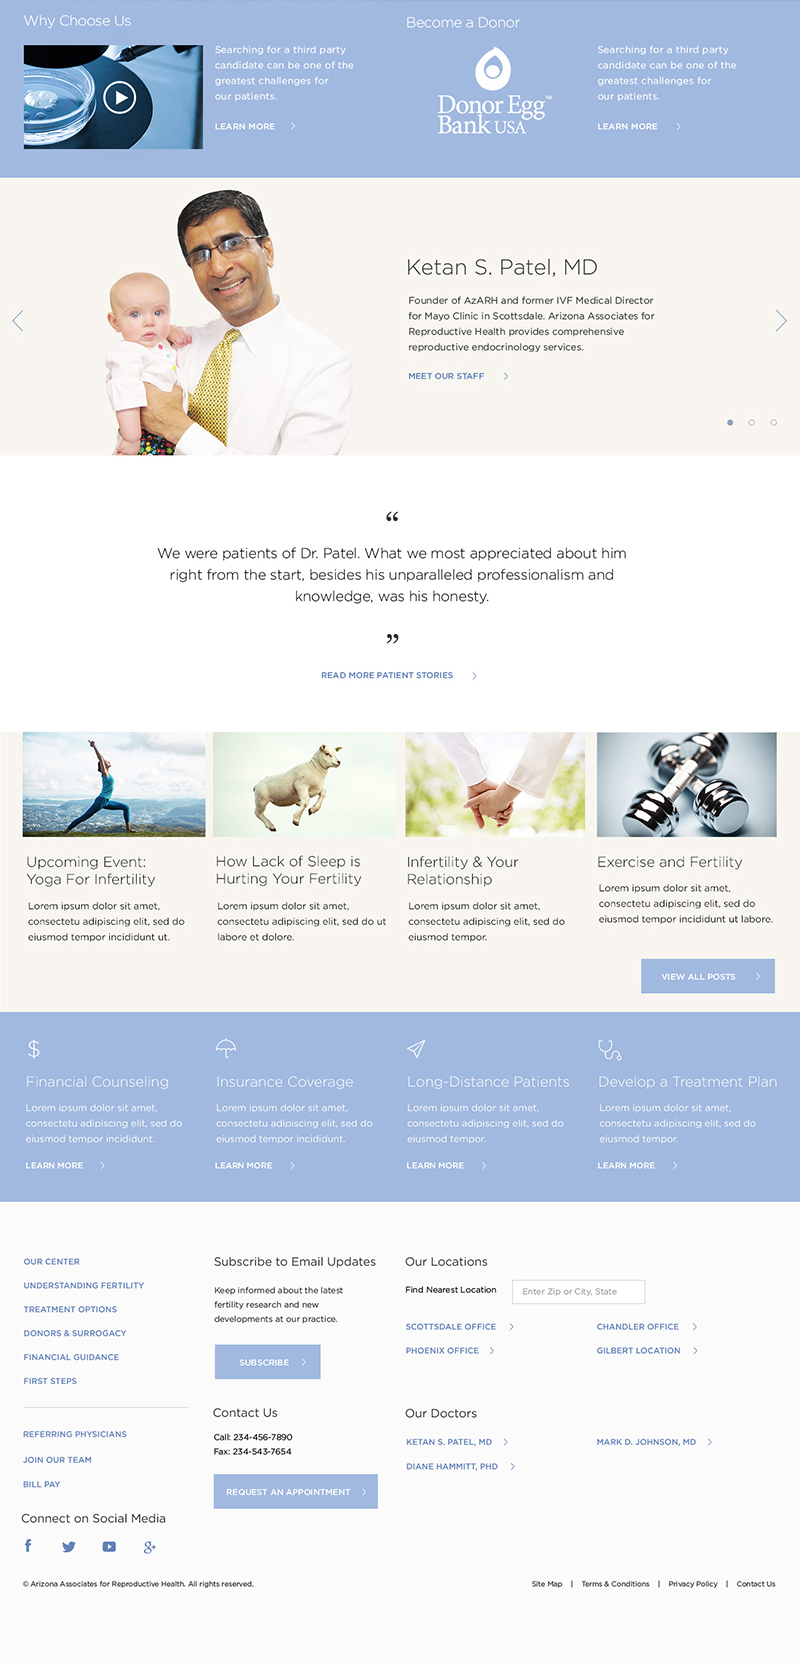 Why Choose Us
Searching for a third party
candidate can be one of the
greatest challenges for
our patients.
LEARN MORE
Become a Donor
Donor Egg™
Bank USA
Searching for a third party
candidate can be one of the
greatest challenges for
our patients.
LEARN MORE
Ketan S. Patel, MD
Founder of AzARH and former IVF Medical Director
for Mayo Clinic in Scottsdale. Arizona Associates for
Reproductive Health provides comprehensive
reproductive endocrinology services.
MEET OUR STAFF
“
We were patients of Dr. Patel. What we most appreciated about him
right from the start, besides his unparalleled professionalism and
knowledge, was his honesty.
”
READ MORE PATIENT STORIES
Upcoming Event:
Yoga For Infertility
Lorem ipsum dolor sit amet,
consectetu adipiscing elit, sed do
eiusmod tempor incididunt ut.
How Lack of Sleep is
Hurting Your Fertility
Lorem ipsum dolor sit amet,
consectetu adipiscing elit, sed do ut
labore et dolore.
Infertility & Your
Relationship
Lorem ipsum dolor sit amet,
consectetu adipiscing elit, sed do
eiusmod tempor.
Exercise and Fertility
Lorem ipsum dolor sit amet,
consectetu adipiscing elit, sed do
eiusmod tempor incididunt ut labore.
VIEW ALL POSTS
Financial Counseling
Lorem ipsum dolor sit amet,
consectetu adipiscing elit, sed do
eiusmod tempor incididunt.
LEARN MORE
Insurance Coverage
Lorem ipsum dolor sit amet,
consectetu adipiscing elit, sed do
eiusmod tempor incididunt.
LEARN MORE
Long-Distance Patients
Lorem ipsum dolor sit amet,
consectetu adipiscing elit, sed do
eiusmod tempor.
LEARN MORE
Develop a Treatment Plan
Lorem ipsum dolor sit amet,
consectetu adipiscing elit, sed do
eiusmod tempor.
LEARN MORE
OUR CENTER
UNDERSTANDING FERTILITY
TREATMENT OPTIONS
DONORS & SURROGACY
FINANCIAL GUIDANCE
FIRST STEPS
REFERRING PHYSICIANS
JOIN OUR TEAM
BILL PAY
Connect on Social Media
Subscribe to Email Updates
Keep informed about the latest
fertility research and new
developments at our practice.
SUBSCRIBE
Contact Us
Call: 234-456-7890
Fax: 234-543-7654
REQUEST AN APPOINTMENT
Our Locations
Find Nearest Location
Enter Zip or City, State
SCOTTSDALE OFFICE
CHANDLER OFFICE
PHOENIX OFFICE
GILBERT LOCATION
Our Doctors
KETAN S. PATEL, MD
MARK D. JOHNSON, MD
DIANE HAMMITT, PHD
© Arizona Associates for Reproductive Health. All rights reserved.
Site Map | Terms & Conditions | Privacy Policy | Contact Us